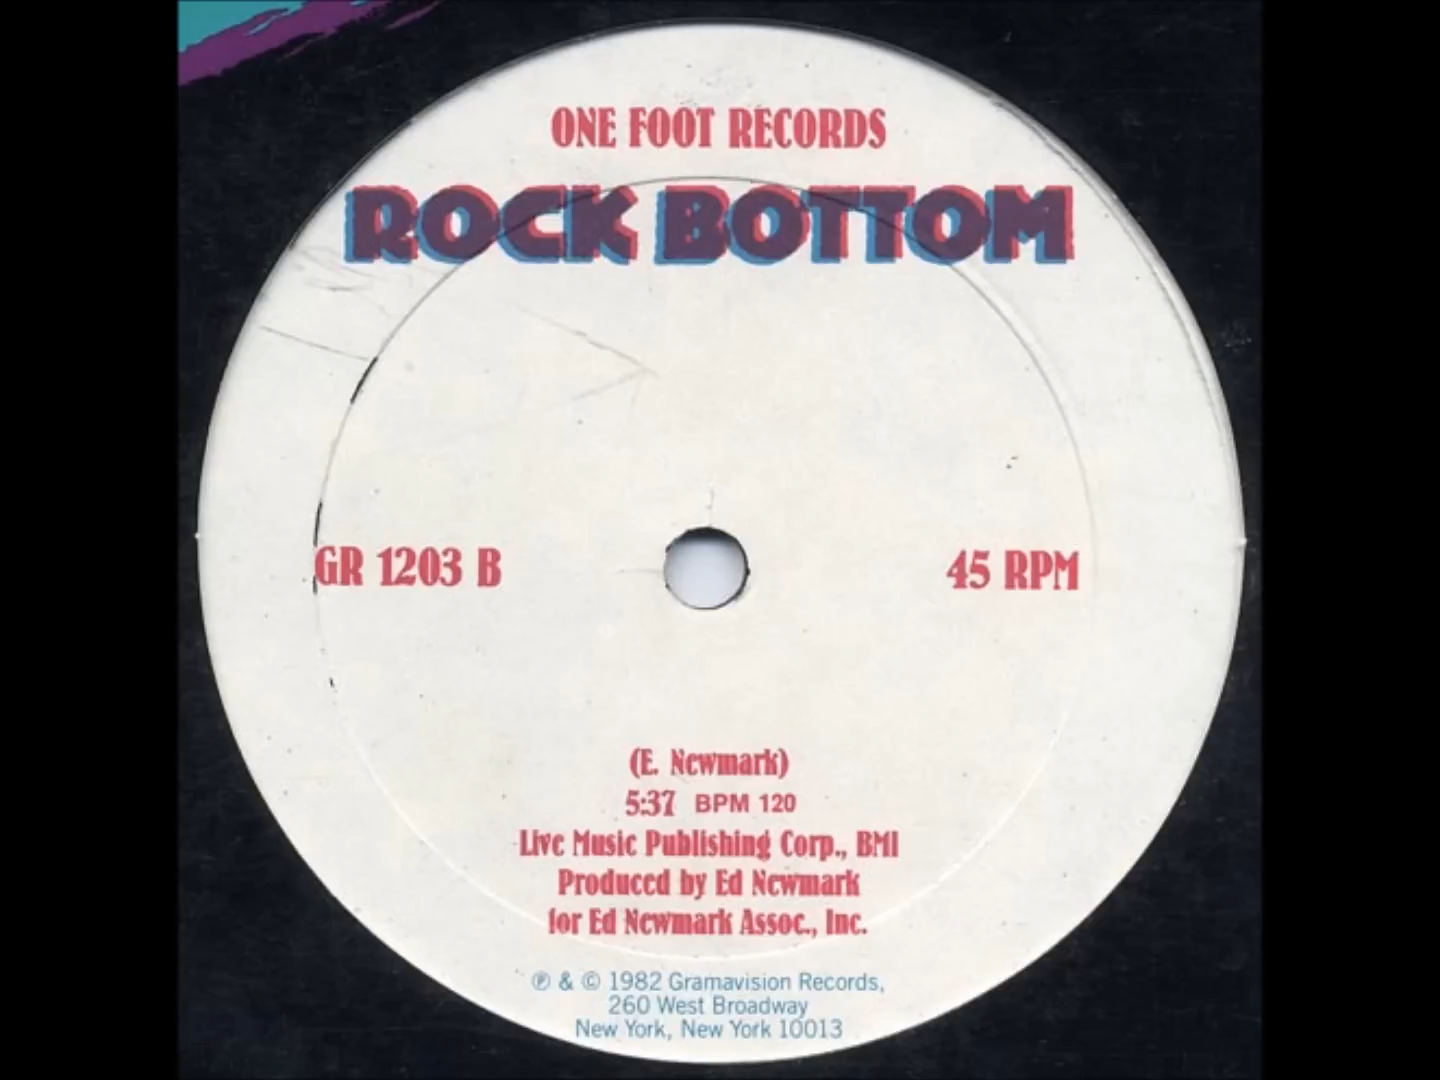 ONE FOOT RECORDS
ROCK BOTTOM
GR 1203 B
45 RPM
(E. Newmark)
5:37 BPM 120
Live Music Publishing Corp., BMI
Produced by Ed Newmark
for Ed Newmark Assoc., Inc.
℗ & © 1982 Gramavision Records,
260 West Broadway
New York, New York 10013